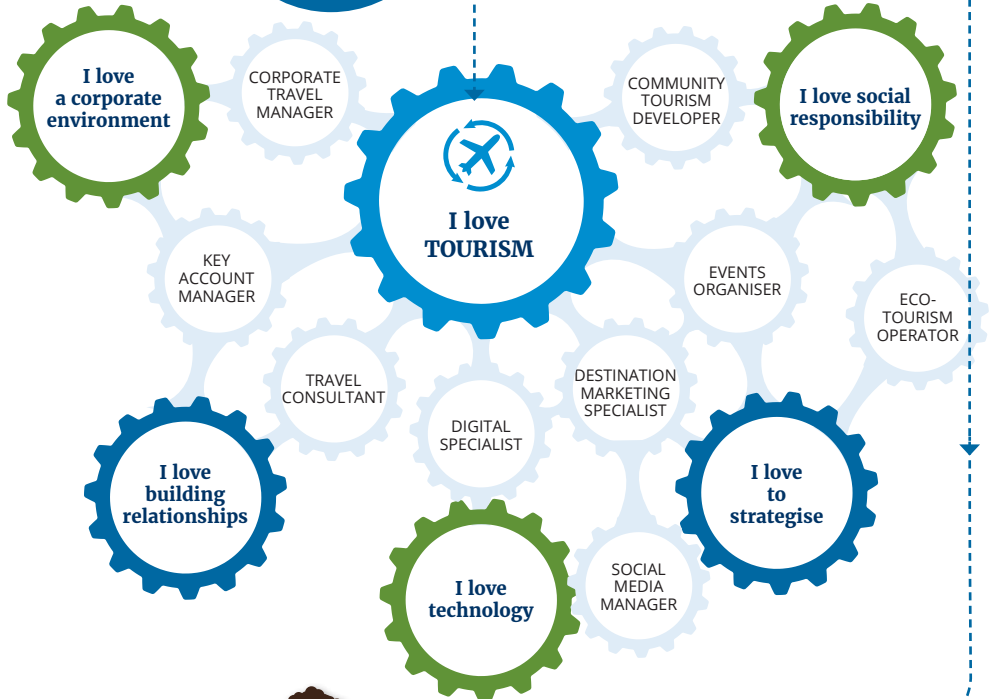 I love
a corporate
environment
CORPORATE
TRAVEL
MANAGER
COMMUNITY
TOURISM
DEVELOPER
I love social
responsibility
I love
TOURISM
KEY
ACCOUNT
MANAGER
EVENTS
ORGANISER
ECO-
TOURISM
OPERATOR
TRAVEL
CONSULTANT
DESTINATION
MARKETING
SPECIALIST
DIGITAL
SPECIALIST
I love
building
relationships
I love
to
strategise
I love
technology
SOCIAL
MEDIA
MANAGER